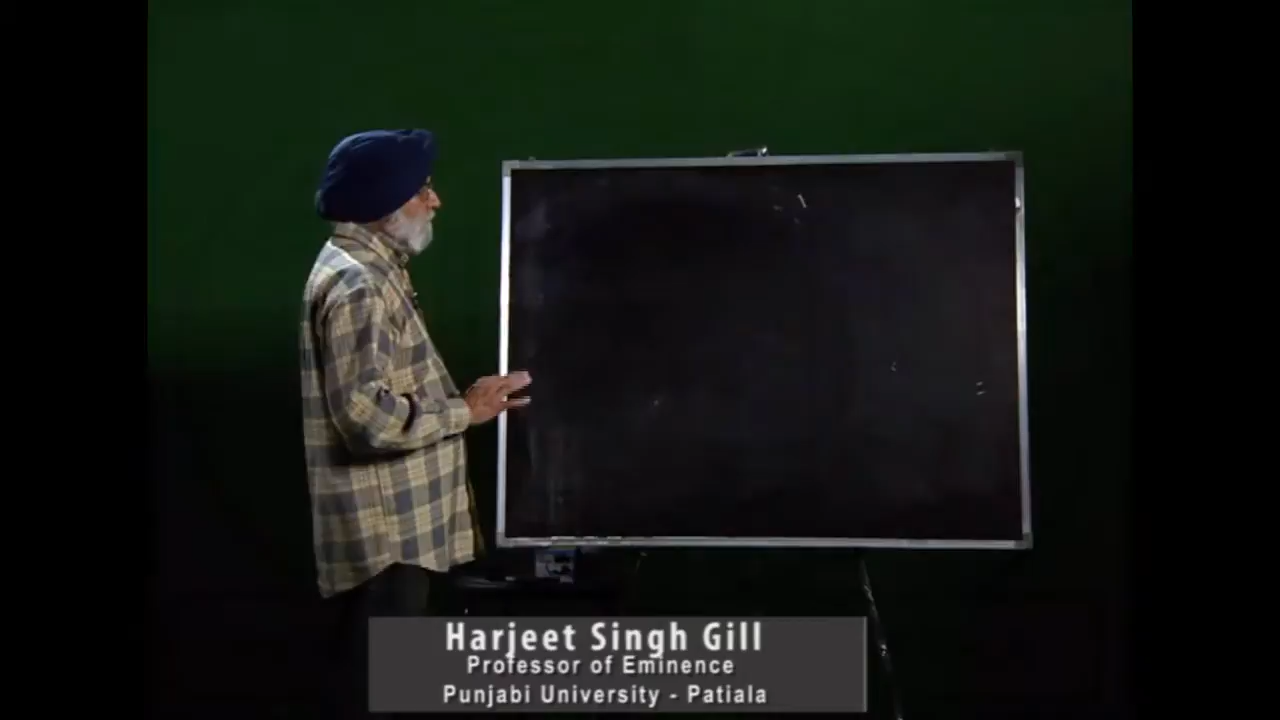 Harjeet Singh Gill
Professor of Eminence
Punjabi University - Patiala